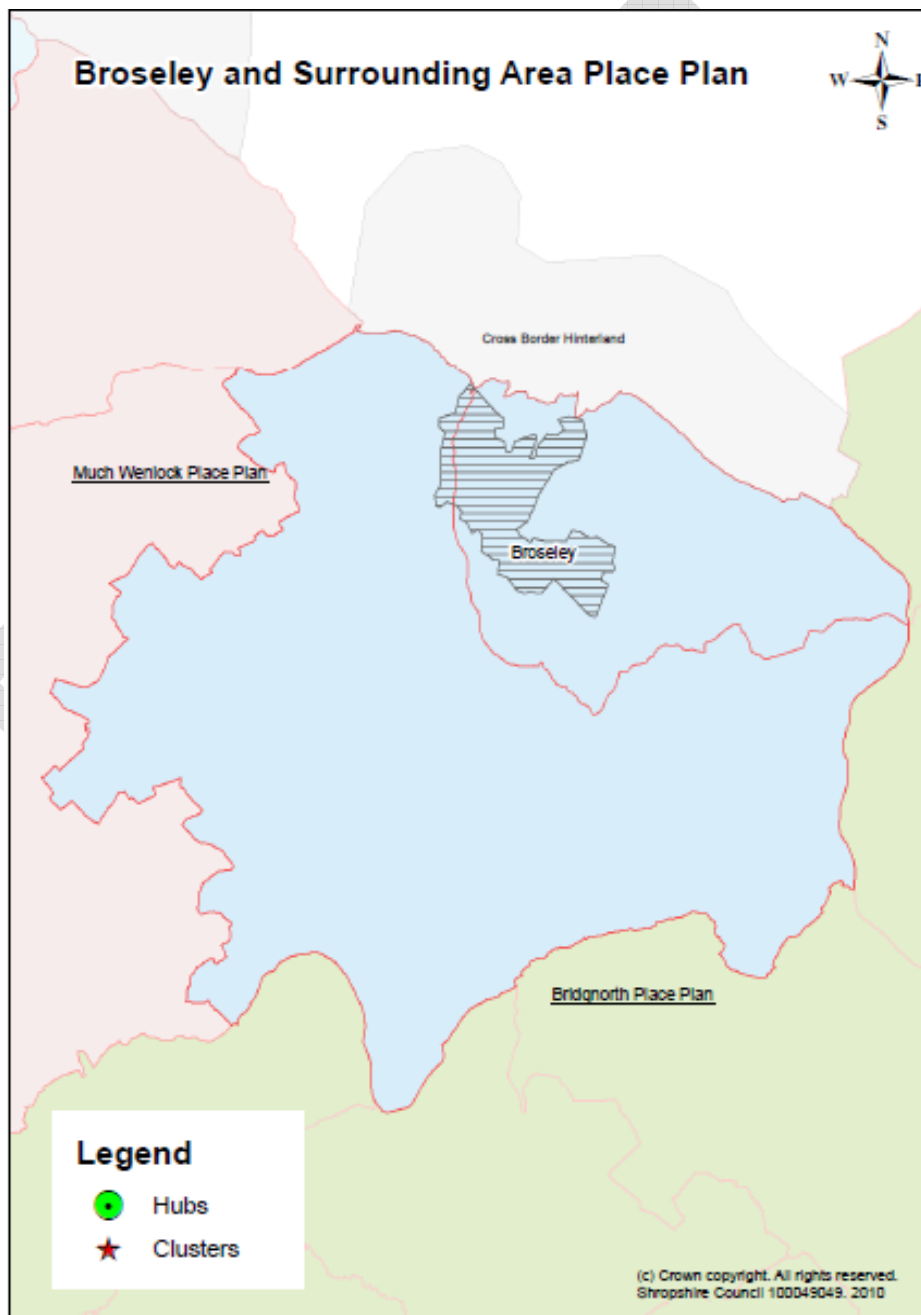 Broseley and Surrounding Area Place Plan
N
W
S
Cross Border Hinterland
Much Wenlock Place Plan
Broseley
Bridgnorth Place Plan
Legend
Hubs
Clusters
(c) Crown copyright. All rights reserved.
Shropshire Council 100049049. 2010